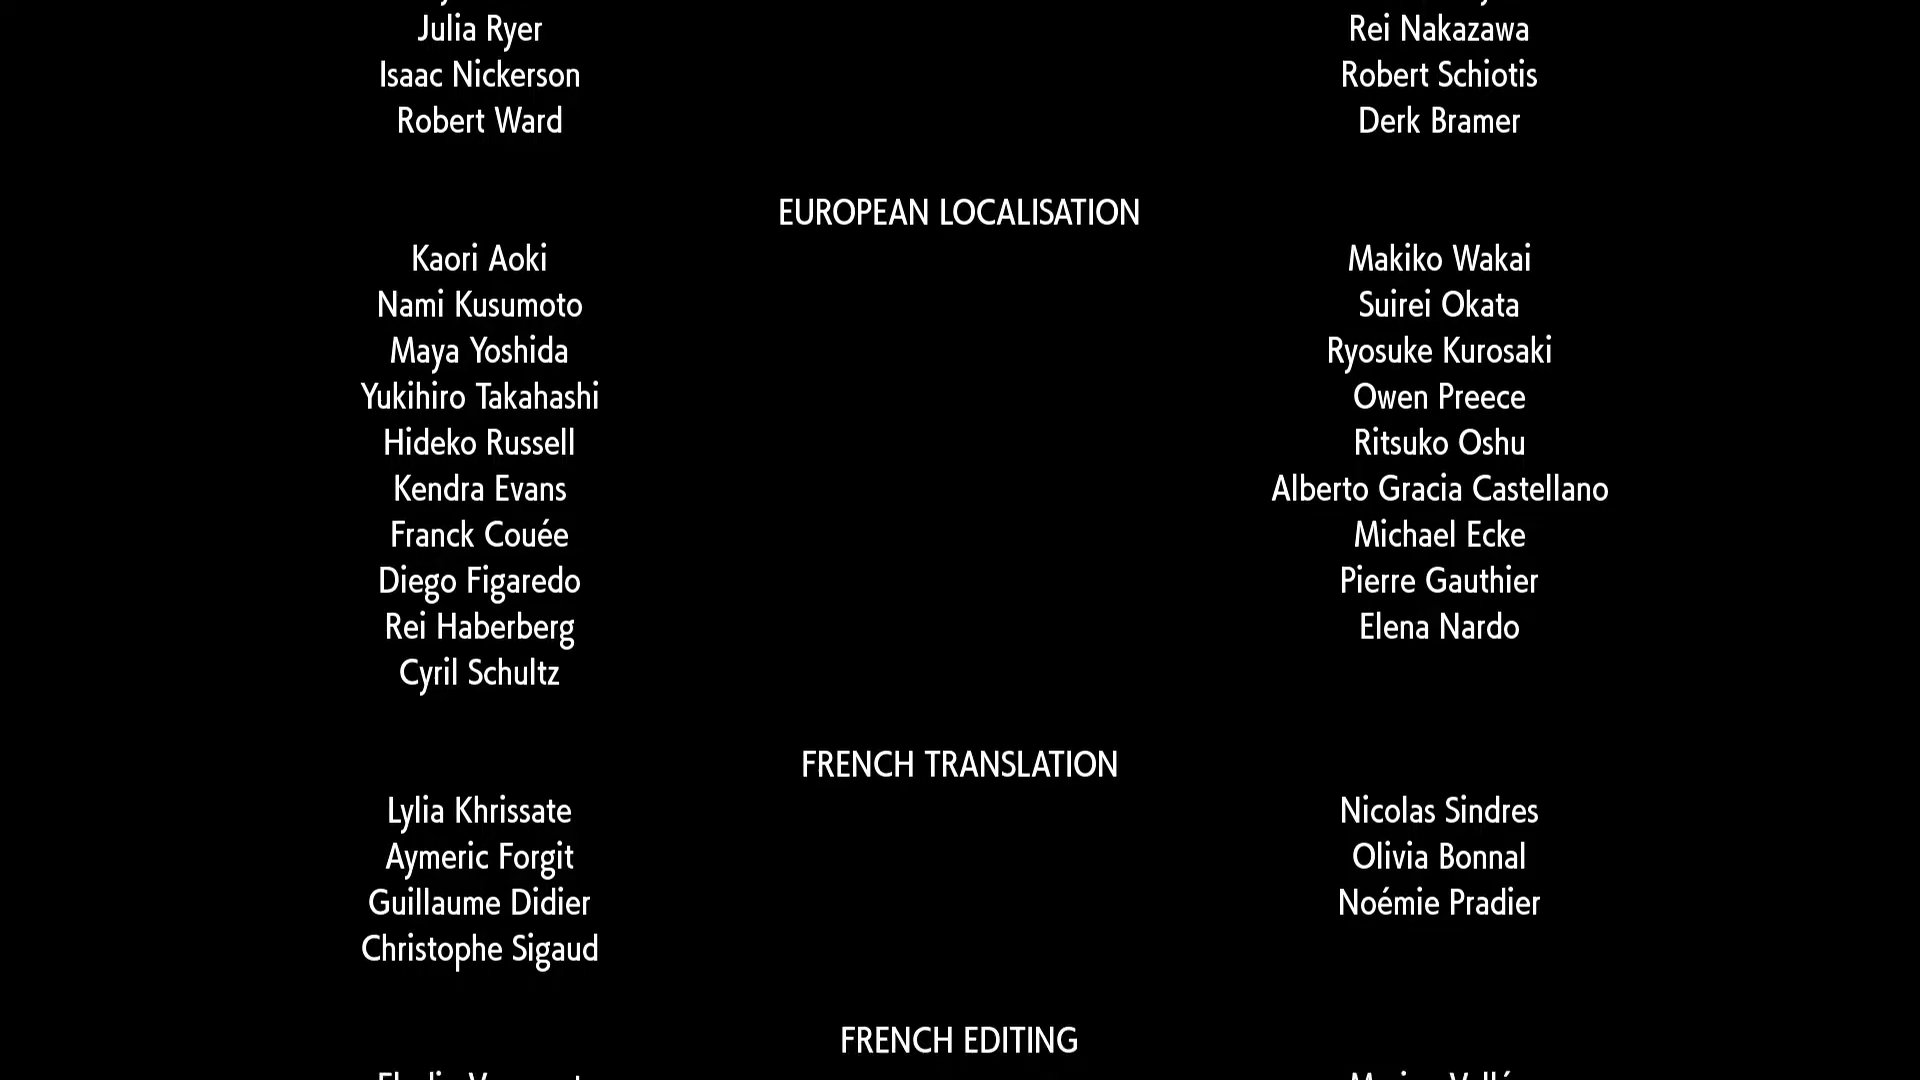 Julia Ryer
Rei Nakazawa
Isaac Nickerson
Robert Schiotis
Robert Ward
Derk Bramer
EUROPEAN LOCALISATION
Kaori Aoki
Makiko Wakai
Nami Kusumoto
Suirei Okata
Maya Yoshida
Ryosuke Kurosaki
Yukihiro Takahashi
Owen Preece
Hideko Russell
Ritsuko Oshu
Kendra Evans
Alberto Gracia Castellano
Franck Couée
Michael Ecke
Diego Figaredo
Pierre Gauthier
Rei Haberberg
Elena Nardo
Cyril Schultz
FRENCH TRANSLATION
Lylia Khrissate
Nicolas Sindres
Aymeric Forgit
Olivia Bonnal
Guillaume Didier
Noémie Pradier
Christophe Sigaud
FRENCH EDITING